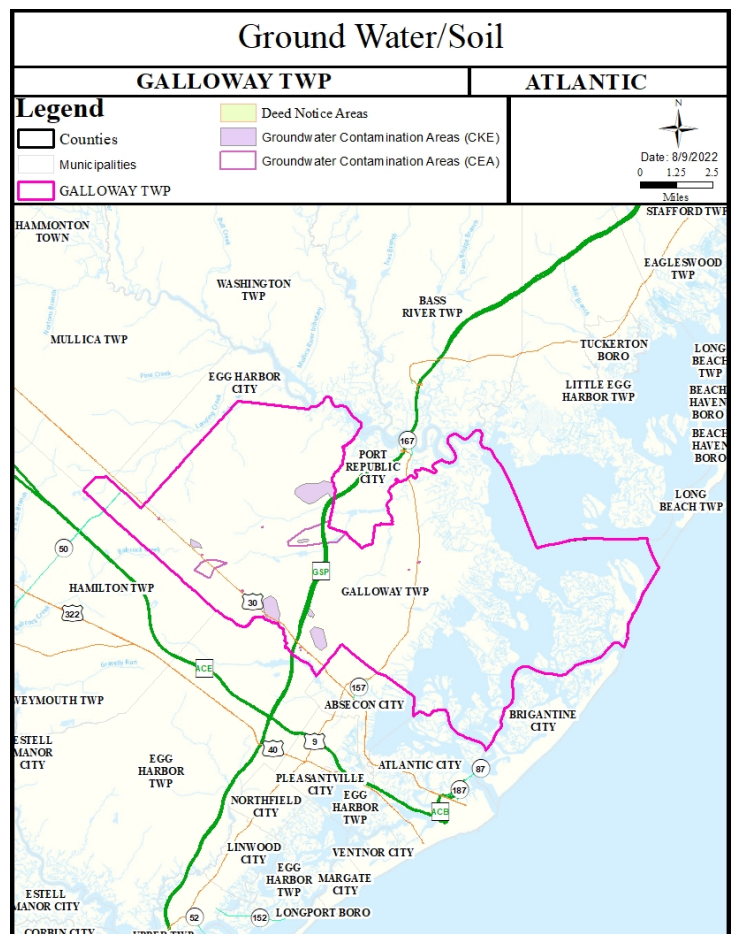 Ground Water/Soil
GALLOWAY TWP
ATLANTIC
Legend
Counties
Municipalities
GALLOWAY TWP
Deed Notice Areas
Groundwater Contamination Areas (CKE)
Groundwater Contamination Areas (CEA)
N
Date: 8/9/2022
0 1.25 2.5
Miles
HAMMONTON
TOWN
STAFFORD TWP
EAGLESWOOD
TWP
WASHINGTON
TWP
BASS
RIVER TWP
MULLICA TWP
TUCKERTON
BORO
LONG
BEACH
TWP
EGG HARBOR
CITY
LITTLE EGG
HARBOR TWP
BEACH
HAVEN
BORO
BEACH
HAVEN
BORO
167
PORT
REPUBLIC
CITY
LONG
BEACH TWP
50
GSP
HAMILTON TWP
GALLOWAY TWP
30
322
ACE
157
WEYMOUTH TWP
ABSECON CITY
BRIGANTINE
CITY
ESTELL
MANOR
CITY
9
40
EGG
HARBOR
TWP
ATLANTIC CITY
87
PLEASANTVILLE
CITY
187
EGG
HARBOR
TWP
NORTHFIELD
CITY
ACB
LINWOOD
CITY
VENTNOR CITY
EGG
HARBOR
TWP
MARGATE
CITY
ESTELL
MANOR CITY
52
152
LONGPORT BORO
CORBIN CITY
UPPER TWP